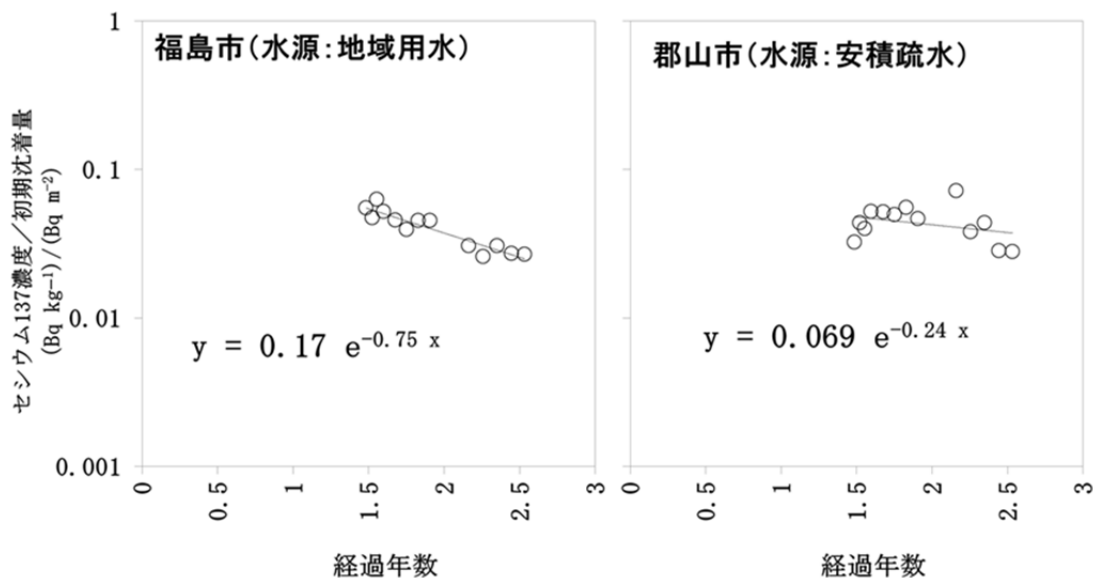 福島市(水源:地域用水)
郡山市(水源:安積疏水)
セシウム137濃度/初期沈着量
(Bq kg⁻¹)/(Bq m⁻²)
1
0.1
0.01
0.001
y = 0.17 e^-0.75 x
y = 0.069 e^-0.24 x
0 0.5 1 1.5 2 2.5 3
0 0.5 1 1.5 2 2.5 3
経過年数
経過年数